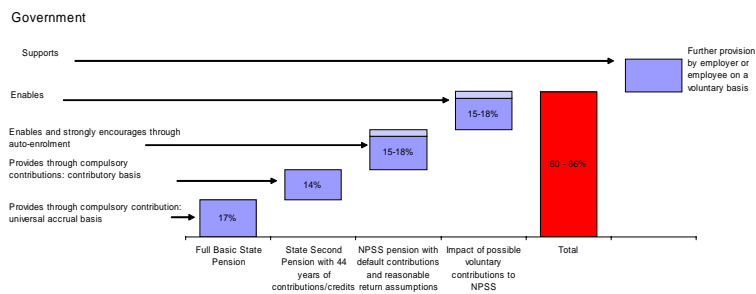 Government
Supports
Further provision
by employer or
employee on a
voluntary basis
Enables
15-18%
Enables and strongly encourages through
auto-enrolment
15-18%
60 - 66%
Provides through compulsory
contributions: contributory basis
14%
Provides through compulsory contribution:
universal accrual basis
17%
Full Basic State
Pension
State Second
Pension with 44
years of
contributions/credits
NPSS pension with
default contributions
and reasonable
return assumptions
Impact of possible
voluntary
contributions to
NPSS
Total